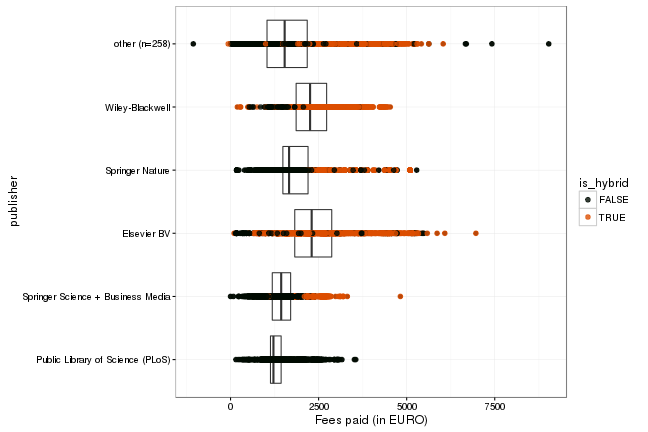 other (n=258)
Wiley-Blackwell
Springer Nature
Elsevier BV
Springer Science + Business Media
Public Library of Science (PLoS)
publisher
0 2500 5000 7500
Fees paid (in EURO)
is_hybrid
FALSE
TRUE